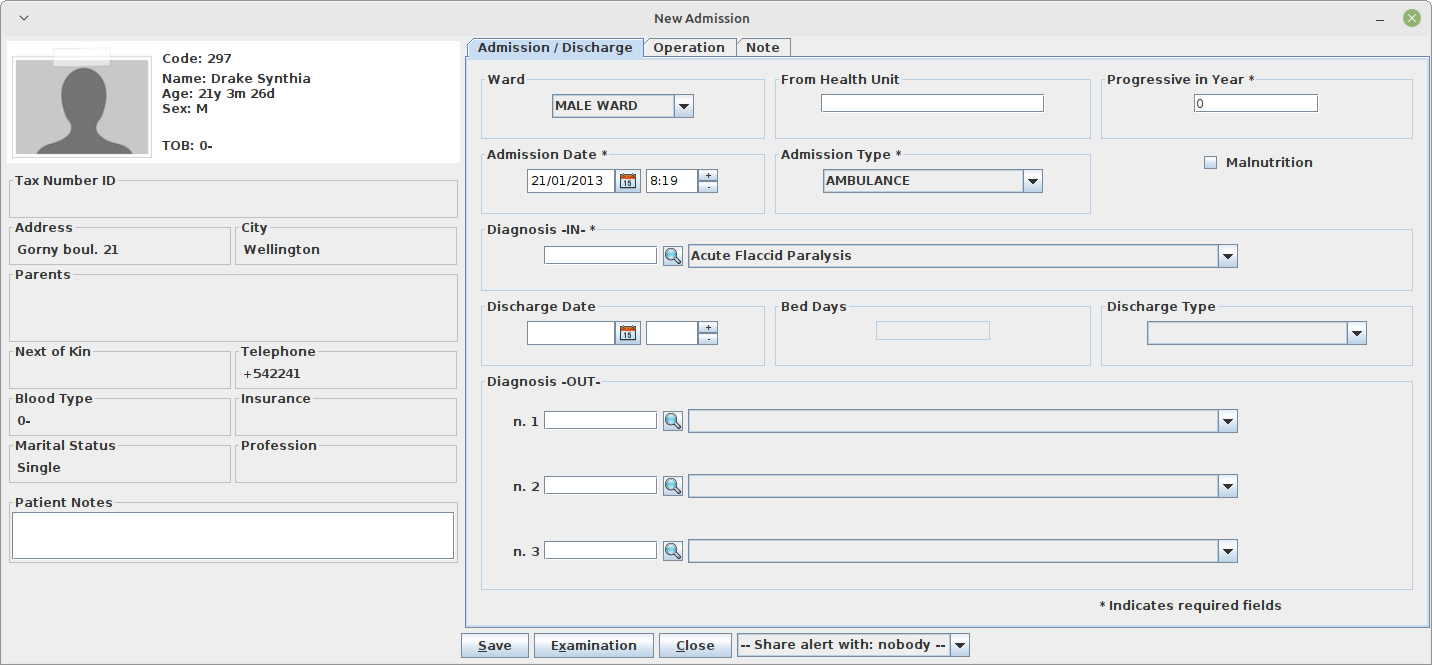 New Admission
Code: 297
Name: Drake Synthia
Age: 21y 3m 26d
Sex: M
TOB: 0-
Tax Number ID
Address
City
Gorny boul. 21
Wellington
Parents
Next of Kin
Telephone
+542241
Blood Type
Insurance
0-
Marital Status
Profession
Single
Patient Notes
Admission / Discharge
Operation
Note
Ward
From Health Unit
Progressive in Year *
MALE WARD
0
Admission Date *
Admission Type *
Malnutrition
21/01/2013
15
8:19
+
-
AMBULANCE
Diagnosis -IN- *
Acute Flaccid Paralysis
Discharge Date
Bed Days
Discharge Type
15
+
-
Diagnosis -OUT-
n. 1
n. 2
n. 3
* Indicates required fields
Save
Examination
Close
-- Share alert with: nobody --